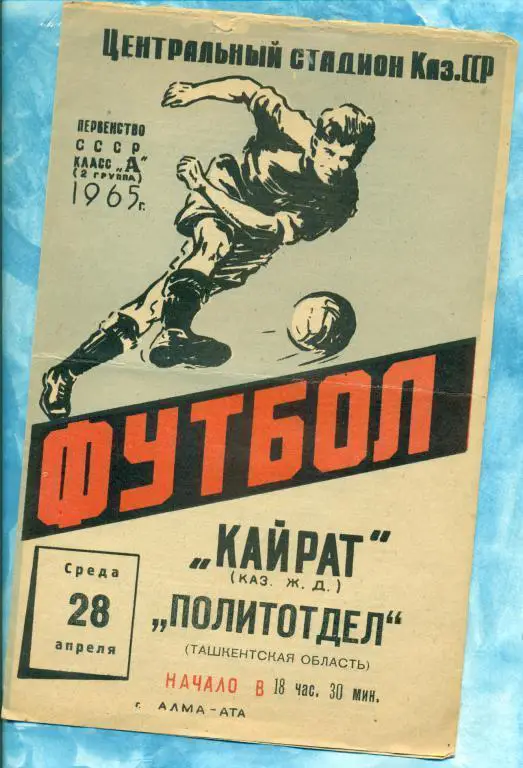 ЦЕНТРАЛЬНЫЙ СТАДИОН КАЗ.ССР
ПЕРВЕНСТВО
СССР
КЛАСС „А"
(2 ГРУППА)
1965 г.
ФУТБОЛ
„КАЙРАТ"
(КАЗ. Ж. Д.)
„ПОЛИТОТДЕЛ"
(ТАШКЕНТСКАЯ ОБЛАСТЬ)
Среда
28
апреля
НАЧАЛО В 18 час. 30 мин.
г. АЛМА-АТА